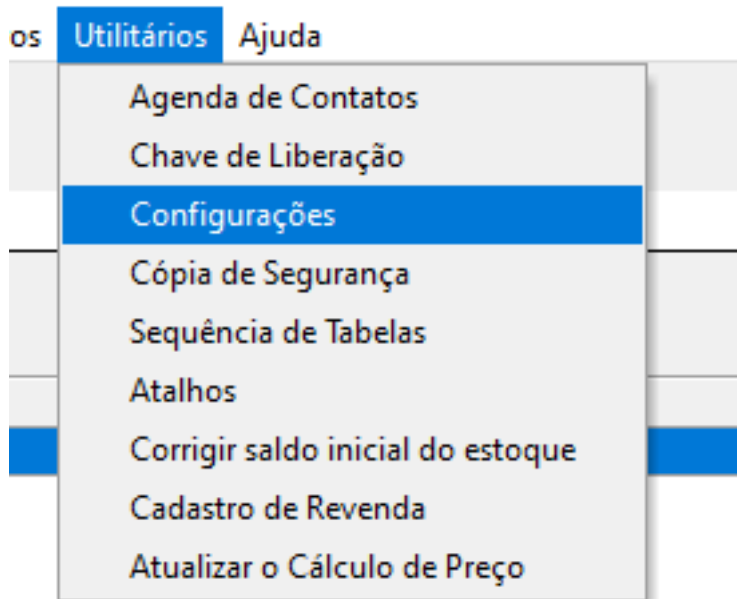 os Utilitários Ajuda
Agenda de Contatos
Chave de Liberação
Configurações
Cópia de Segurança
Sequência de Tabelas
Atalhos
Corrigir saldo inicial do estoque
Cadastro de Revenda
Atualizar o Cálculo de Preço